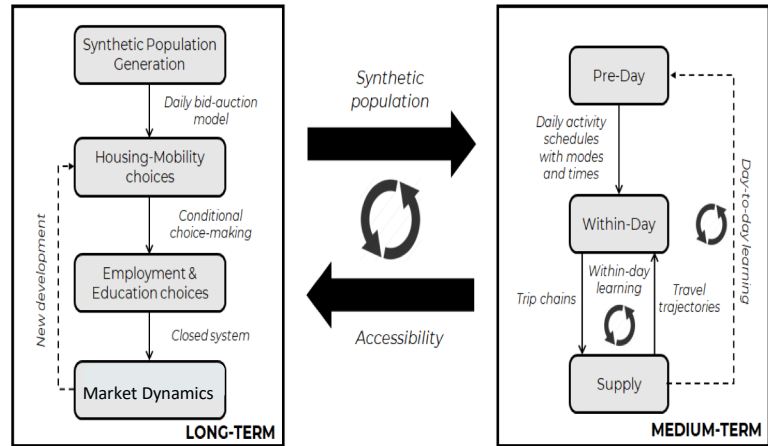 Synthetic Population
Generation
Daily bid-auction
model
Housing-Mobility
choices
Conditional
choice-making
Employment &
Education choices
Closed system
Market Dynamics
New development
LONG-TERM
Synthetic
population
Accessibility
Pre-Day
Daily activity
schedules
with modes
and times
Within-Day
Trip chains
Within-day
learning
Travel
trajectories
Supply
Day-to-day learning
MEDIUM-TERM